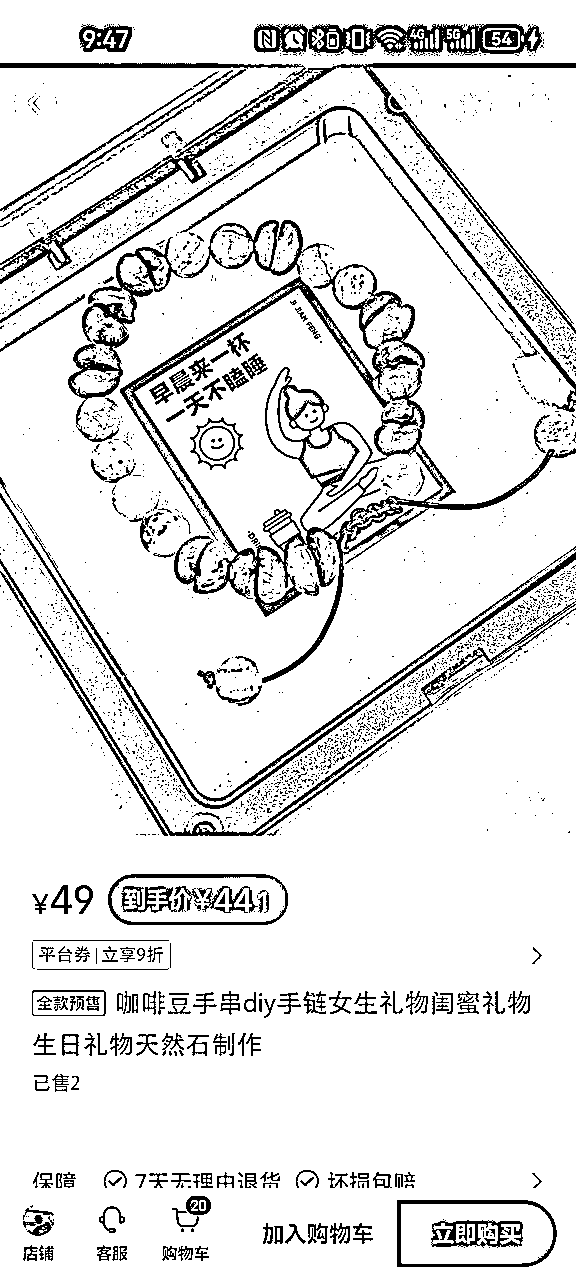 9:47
4G 5G 54
早晨来一杯
一天不瞌睡
¥49 到手价¥44.1
平台券|立享9折
全款预售 咖啡豆手串diy手链女生礼物闺蜜礼物
生日礼物天然石制作
已售2
保障 7天无理由退货 坏损包赔
20
店铺 客服 购物车 加入购物车 立即购买